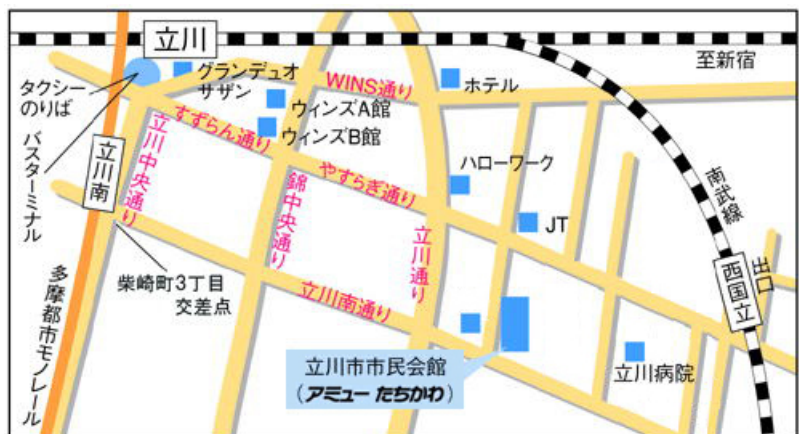 立川
至新宿
グランデュオ
サザン
WINS通り
ホテル
タクシー
のりば
ウィンズA館
すずらん通り
ウィンズB館
バスターミナル
立川南
立川中央通り
ハローワーク
やすらぎ通り
南武線
錦中央通り
JT
立川通り
西国立
出口
柴崎町3丁目
交差点
立川南通り
多摩都市モノレール
立川市市民会館
(アミュー たちかわ)
立川病院